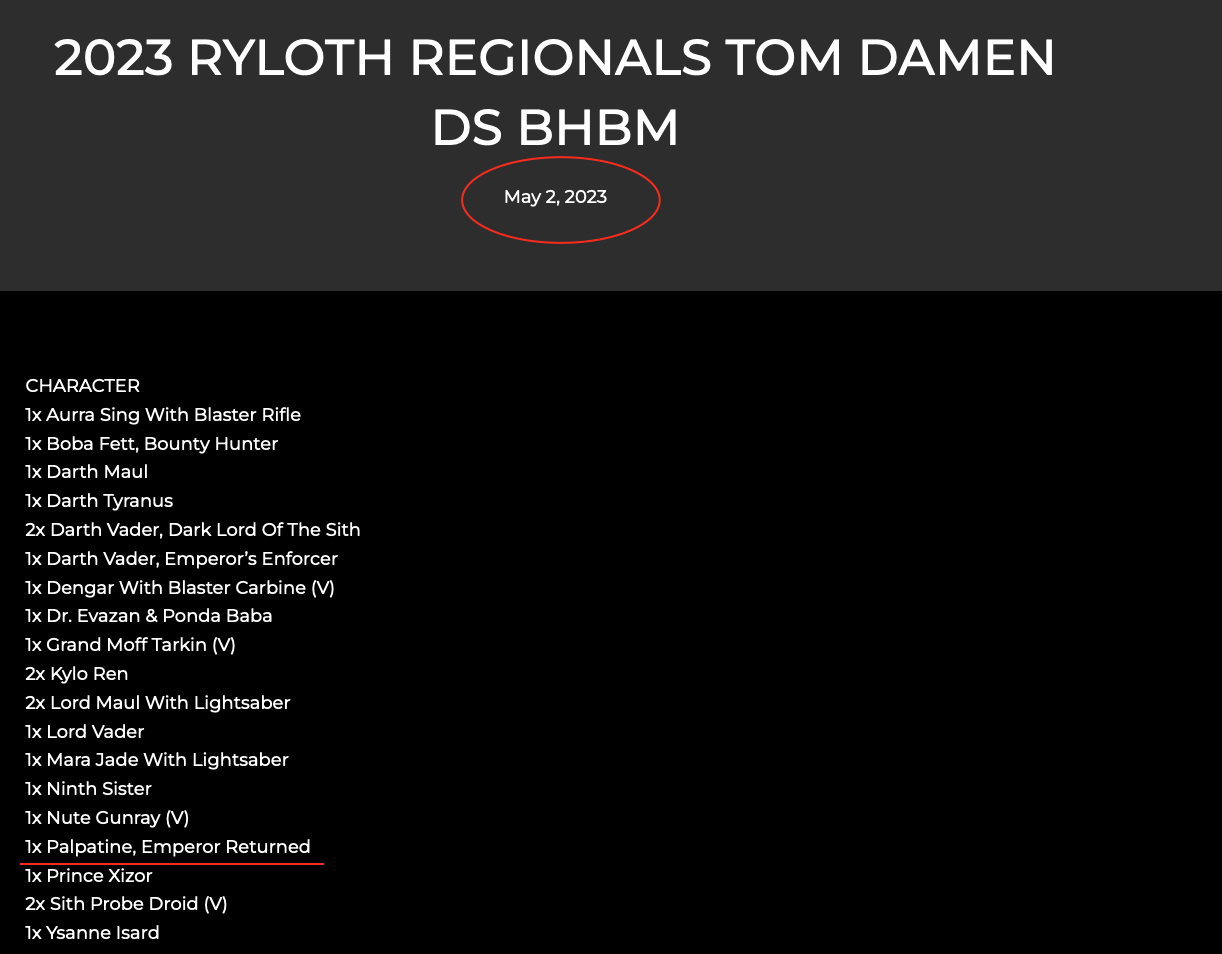 2023 RYLOTH REGIONALS TOM DAMEN
DS BHBM
May 2, 2023
CHARACTER
1x Aurra Sing With Blaster Rifle
1x Boba Fett, Bounty Hunter
1x Darth Maul
1x Darth Tyranus
2x Darth Vader, Dark Lord Of The Sith
1x Darth Vader, Emperor’s Enforcer
1x Dengar With Blaster Carbine (V)
1x Dr. Evazan & Ponda Baba
1x Grand Moff Tarkin (V)
2x Kylo Ren
2x Lord Maul With Lightsaber
1x Lord Vader
1x Mara Jade With Lightsaber
1x Ninth Sister
1x Nute Gunray (V)
1x Palpatine, Emperor Returned
1x Prince Xizor
2x Sith Probe Droid (V)
1x Ysanne Isard